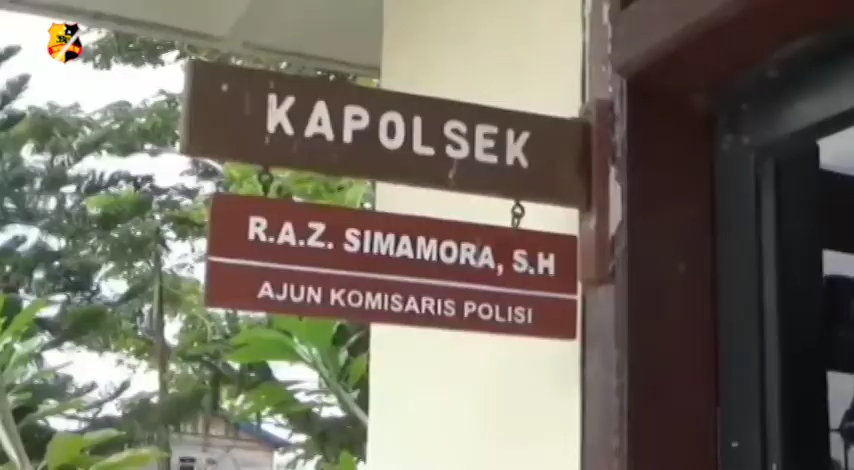 KAPOLSEK
R.A.Z. SIMAMORA, S.H
AJUN KOMISARIS POLISI